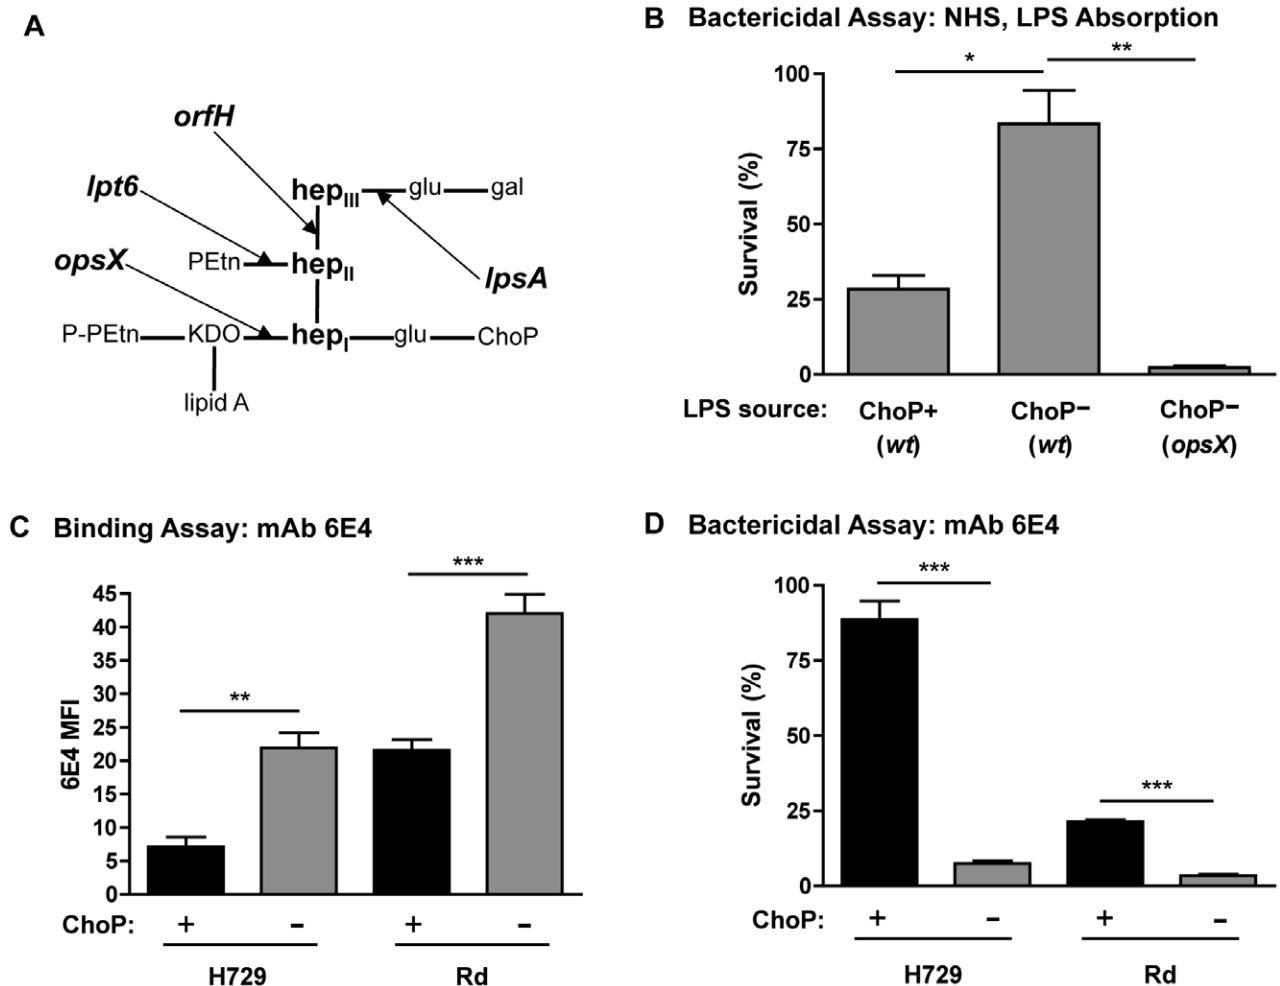 A
orfH
lpt6
hepIII glu gal
opsX
PEtn hepII
lpsA
P-PEtn KDO hepI glu ChoP
lipid A
B Bactericidal Assay: NHS, LPS Absorption
* **
100
75
50
25
0
Survival (%)
LPS source: ChoP+ ChoP− ChoP−
(wt) (wt) (opsX)
C Binding Assay: mAb 6E4
***
**
45
40
35
30
25
20
15
10
5
0
6E4 MFI
ChoP: + − + −
H729 Rd
D Bactericidal Assay: mAb 6E4
***
***
100
75
50
25
0
Survival (%)
ChoP: + − + −
H729 Rd